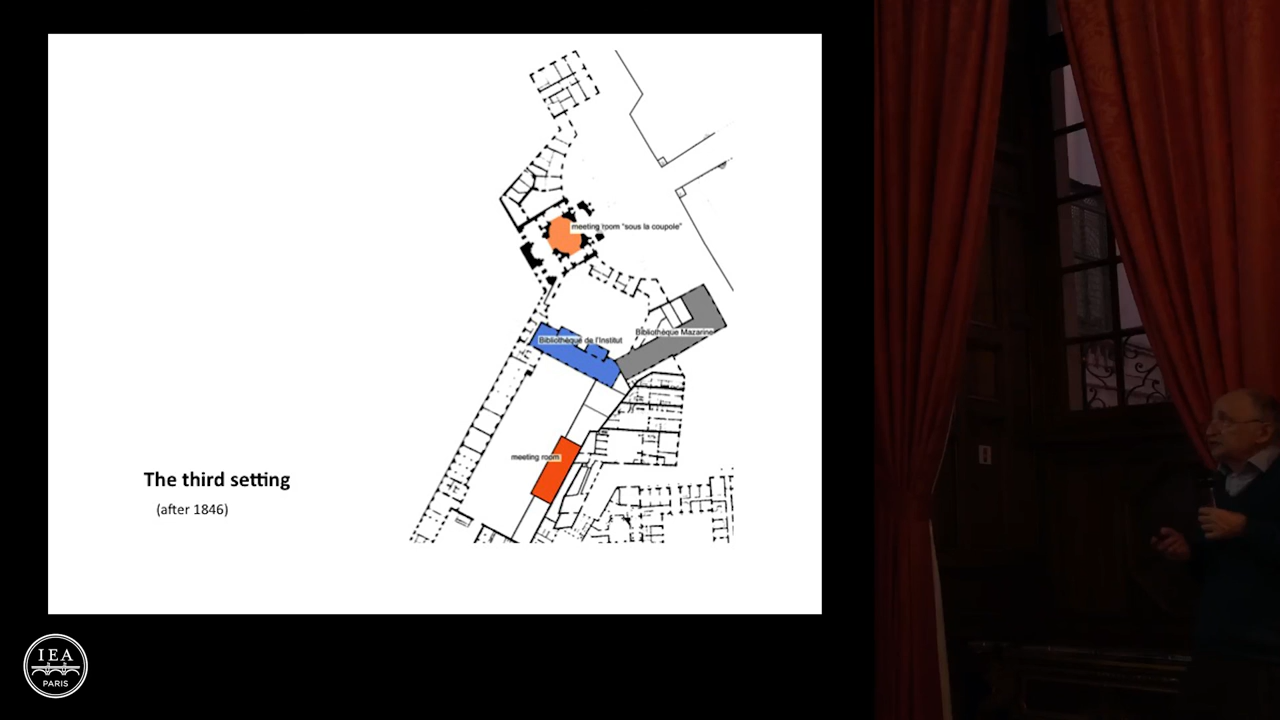 meeting room "sous la coupole"
Bibliothèque Mazarine
Bibliothèque de l'Institut
meeting room
The third setting
(after 1846)
IEA
PARIS